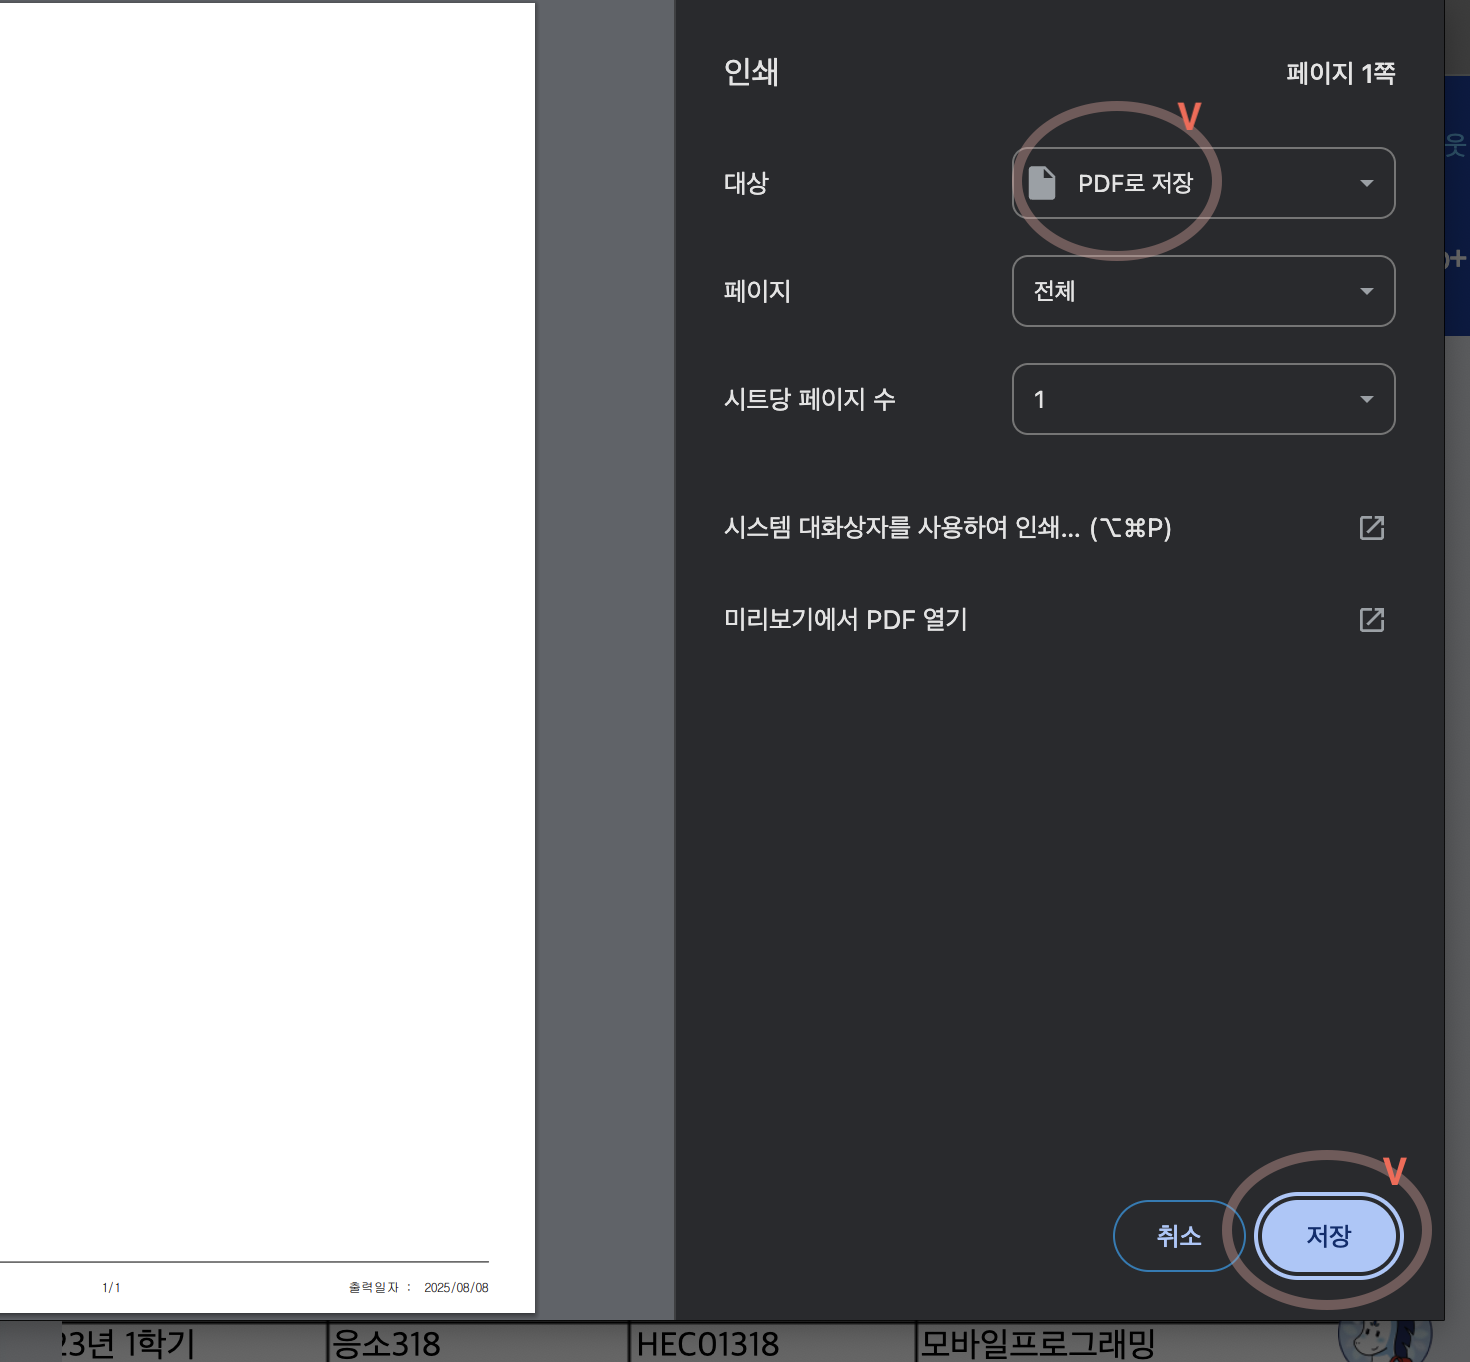 인쇄
페이지 1쪽
V
대상
PDF로 저장
웃
페이지
전체
시트당 페이지 수
1
시스템 대화상자를 사용하여 인쇄... (⌥⌘P)
미리보기에서 PDF 열기
V
취소
저장
1/1
출력일자 : 2025/08/08
23년 1학기
응소318
HECO1318
모바일프로그래밍